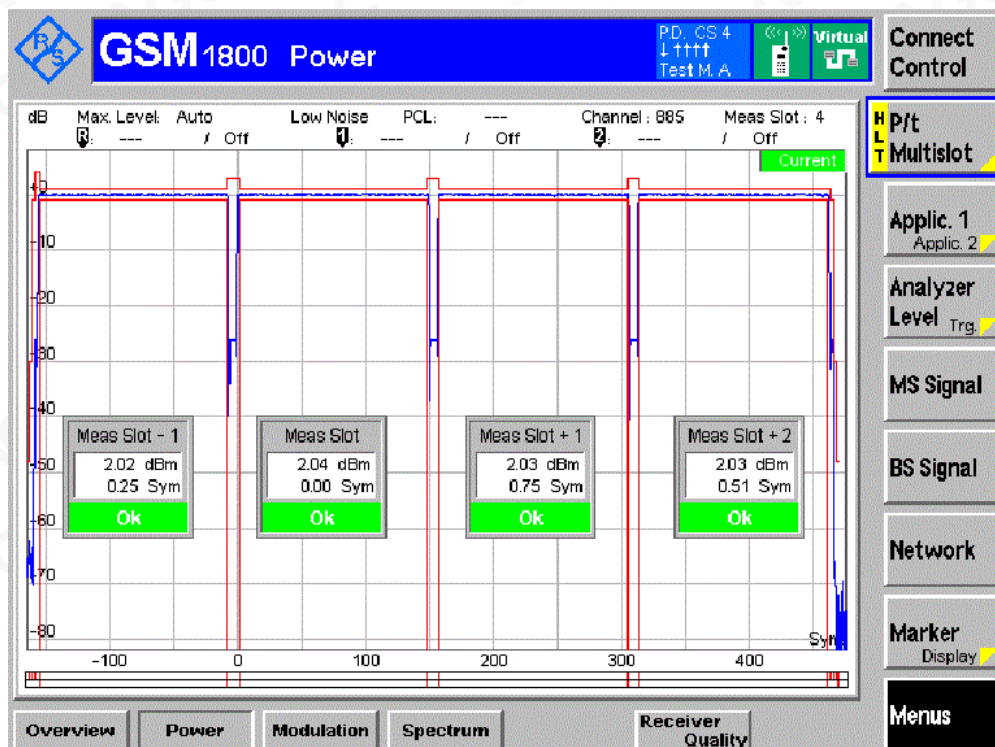 R/S
GSM 1800 Power
P.D. CS 4
Test M. A
Virtual
Connect Control
dB Max. Level: Auto Low Noise PCL: --- Channel : 885 Meas Slot : 4
R : --- / Off 1 : --- / Off 2 : --- / Off
Current
HLT P/t Multislot
Applic. 1
Applic. 2
Analyzer Level Trg.
MS Signal
BS Signal
Network
Marker
Display
Menus
+0
-10
-20
-30
-40
-50
-60
-70
-80
Meas Slot - 1
2.02 dBm
0.25 Sym
Ok
Meas Slot
2.04 dBm
0.00 Sym
Ok
Meas Slot + 1
2.03 dBm
0.75 Sym
Ok
Meas Slot + 2
2.03 dBm
0.51 Sym
Ok
Sym
-100 0 100 200 300 400
Overview Power Modulation Spectrum Receiver Quality